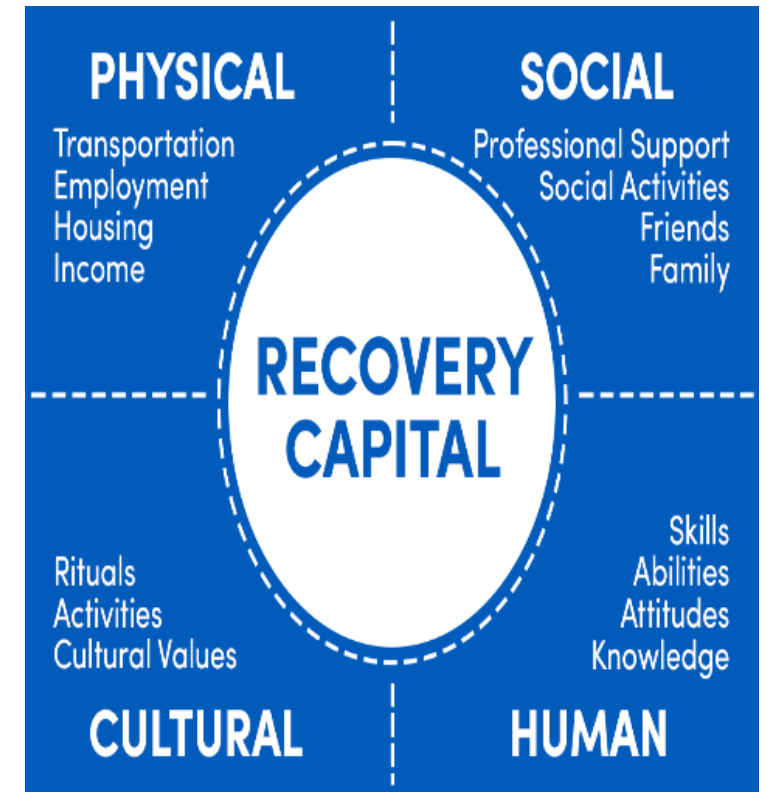 PHYSICAL
Transportation
Employment
Housing
Income
SOCIAL
Professional Support
Social Activities
Friends
Family
RECOVERY
CAPITAL
Rituals
Activities
Cultural Values
CULTURAL
Skills
Abilities
Attitudes
Knowledge
HUMAN